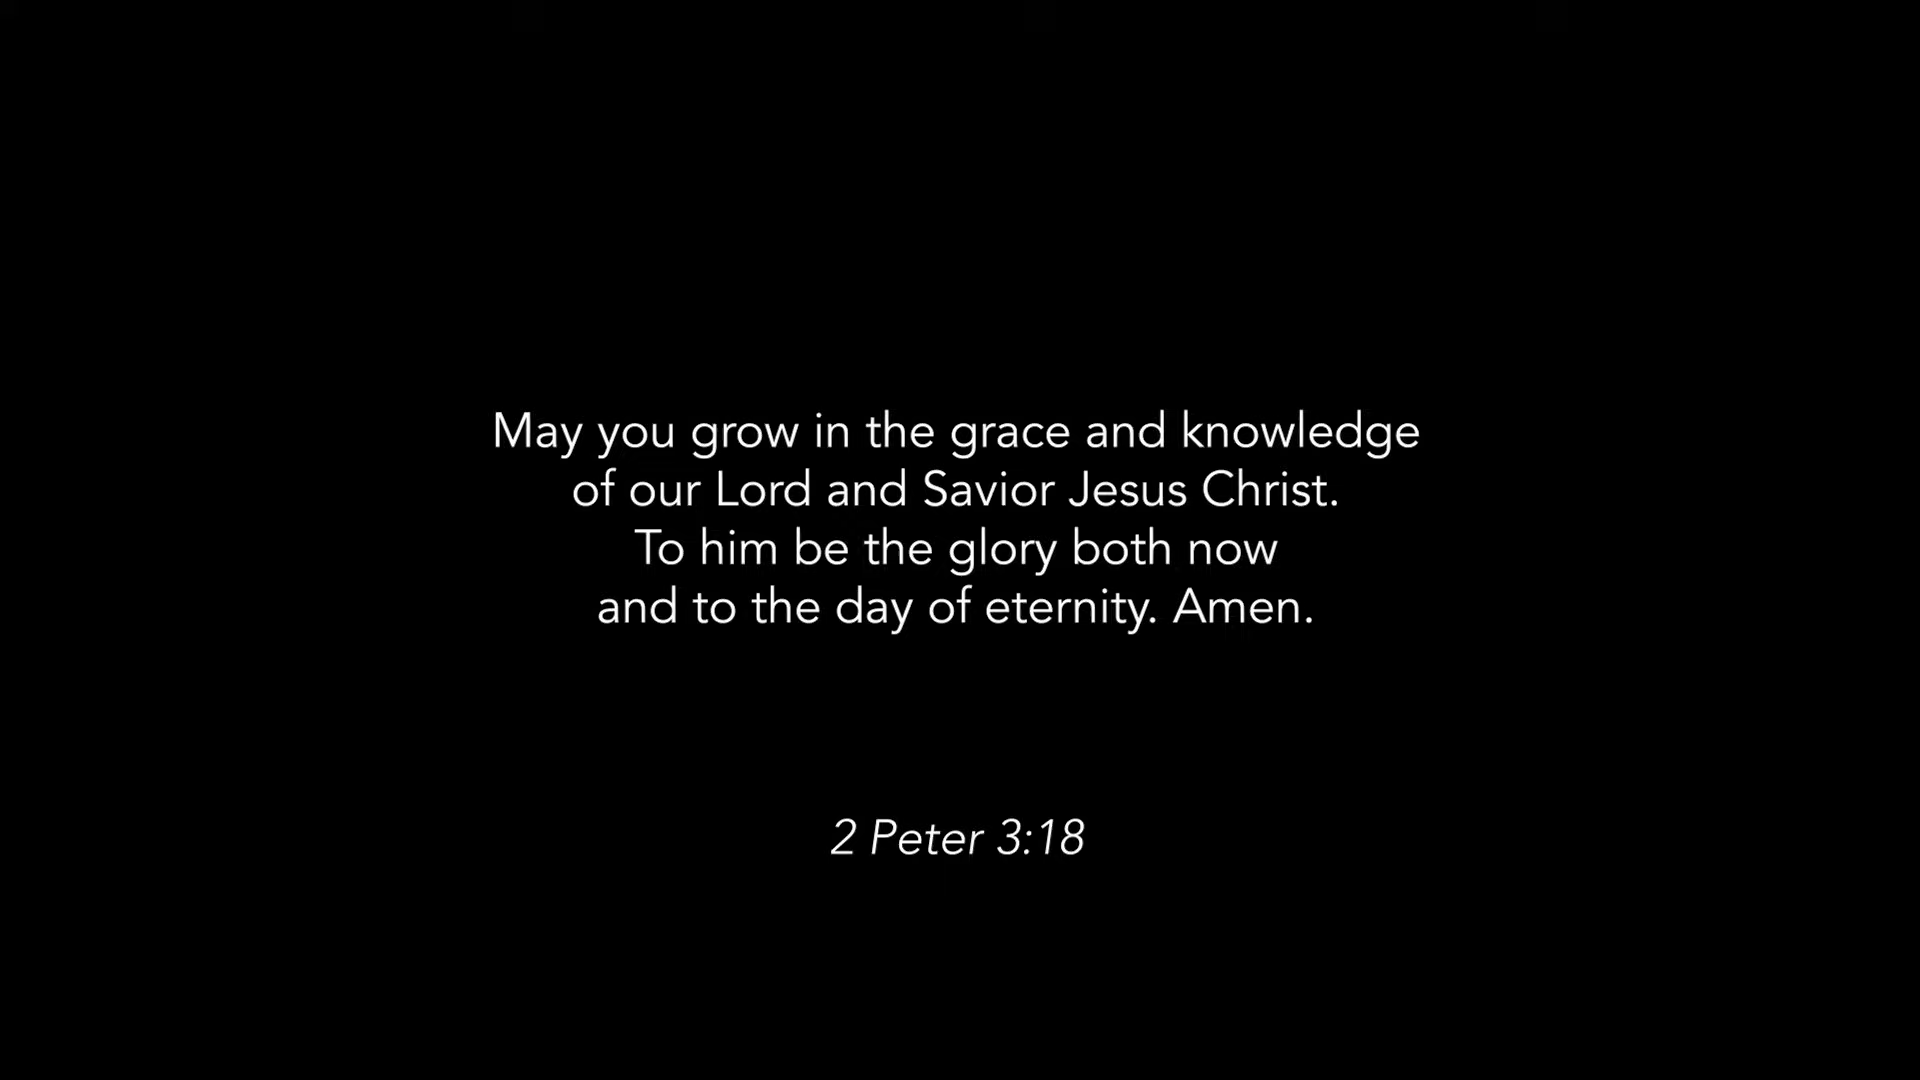 May you grow in the grace and knowledge
of our Lord and Savior Jesus Christ.
To him be the glory both now
and to the day of eternity. Amen.
2 Peter 3:18